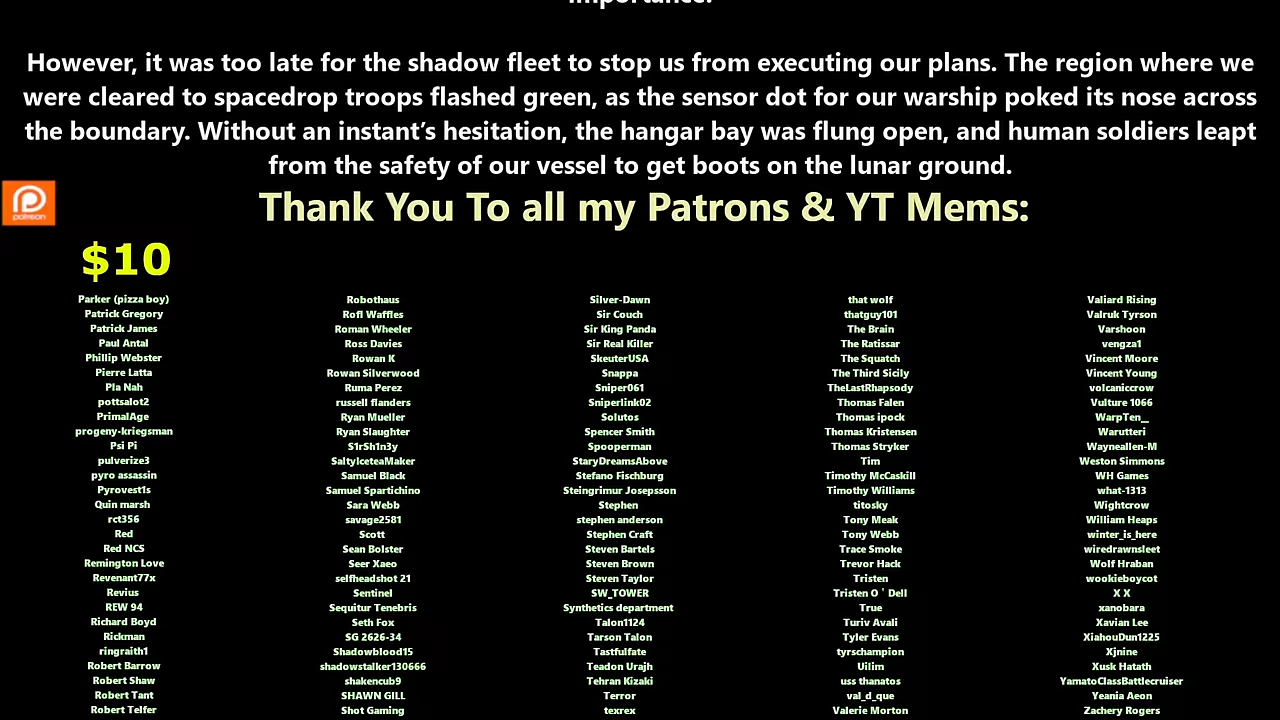 importance.
However, it was too late for the shadow fleet to stop us from executing our plans. The region where we
were cleared to spacedrop troops flashed green, as the sensor dot for our warship poked its nose across
the boundary. Without an instant’s hesitation, the hangar bay was flung open, and human soldiers leapt
from the safety of our vessel to get boots on the lunar ground.
patreon
Thank You To all my Patrons & YT Mems:
$10
Parker (pizza boy)
Patrick Gregory
Patrick James
Paul Antal
Phillip Webster
Pierre Latta
Pla Nah
pottsalot2
PrimalAge
progeny-kriegsman
Psi Pi
pulverize3
pyro assassin
Pyrovest1s
Quin marsh
rct356
Red
Red NCS
Remington Love
Revenant77x
Revius
REW 94
Richard Boyd
Rickman
ringraith1
Robert Barrow
Robert Shaw
Robert Tant
Robert Telfer
Robothaus
Rofl Waffles
Roman Wheeler
Ross Davies
Rowan K
Rowan Silverwood
Ruma Perez
russell flanders
Ryan Mueller
Ryan Slaughter
S1rSh1n3y
SaltyIceteaMaker
Samuel Black
Samuel Spartichino
Sara Webb
savage2581
Scott
Sean Bolster
Seer Xaeo
selfheadshot 21
Sentinel
Sequitur Tenebris
Seth Fox
SG 2626-34
Shadowblood15
shadowstalker130666
shakencub9
SHAWN GILL
Shot Gaming
Silver-Dawn
Sir Couch
Sir King Panda
Sir Real Killer
SkeuterUSA
Snappa
Sniper061
Sniperlink02
Solutos
Spencer Smith
Spooperman
StaryDreamsAbove
Stefano Fischburg
Steingrimur Josepsson
Stephen
stephen anderson
Stephen Craft
Steven Bartels
Steven Brown
Steven Taylor
SW_TOWER
Synthetics department
Talon1124
Tarson Talon
Tastfulfate
Teadon Urajh
Tehran Kizaki
Terror
texrex
that wolf
thatguy101
The Brain
The Ratissar
The Squatch
The Third Sicily
TheLastRhapsody
Thomas Falen
Thomas ipock
Thomas Kristensen
Thomas Stryker
Tim
Timothy McCaskill
Timothy Williams
titosky
Tony Meak
Tony Webb
Trace Smoke
Trevor Hack
Tristen
Tristen O ' Dell
True
Turiv Avali
Tyler Evans
tyrschampion
Uilim
uss thanatos
val_d_que
Valerie Morton
Valiard Rising
Valruk Tyrson
Varshoon
vengza1
Vincent Moore
Vincent Young
volcaniccrow
Vulture 1066
WarpTen__
Warutteri
Wayneallen-M
Weston Simmons
WH Games
what-1313
Wightcrow
William Heaps
winter_is_here
wiredrawnsleet
Wolf Hraban
wookieboycot
X X
xanobara
Xavian Lee
XiahouDun1225
Xjnine
Xusk Hatath
YamatoClassBattlecruiser
Yeania Aeon
Zachery Rogers